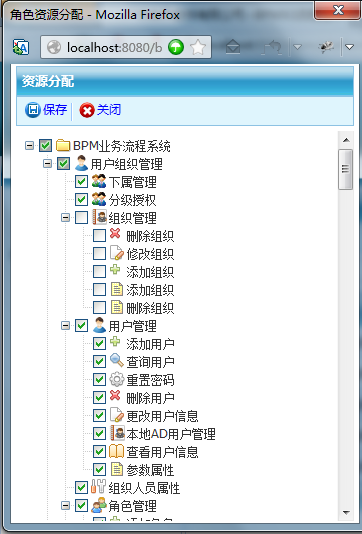 角色资源分配 - Mozilla Firefox
localhost:8080/b
资源分配
保存 关闭
BPM业务流程系统
用户组织管理
下属管理
分级授权
组织管理
删除组织
修改组织
添加组织
添加组织
删除组织
用户管理
添加用户
查询用户
重置密码
删除用户
更改用户信息
本地AD用户管理
查看用户信息
参数属性
组织人员属性
角色管理